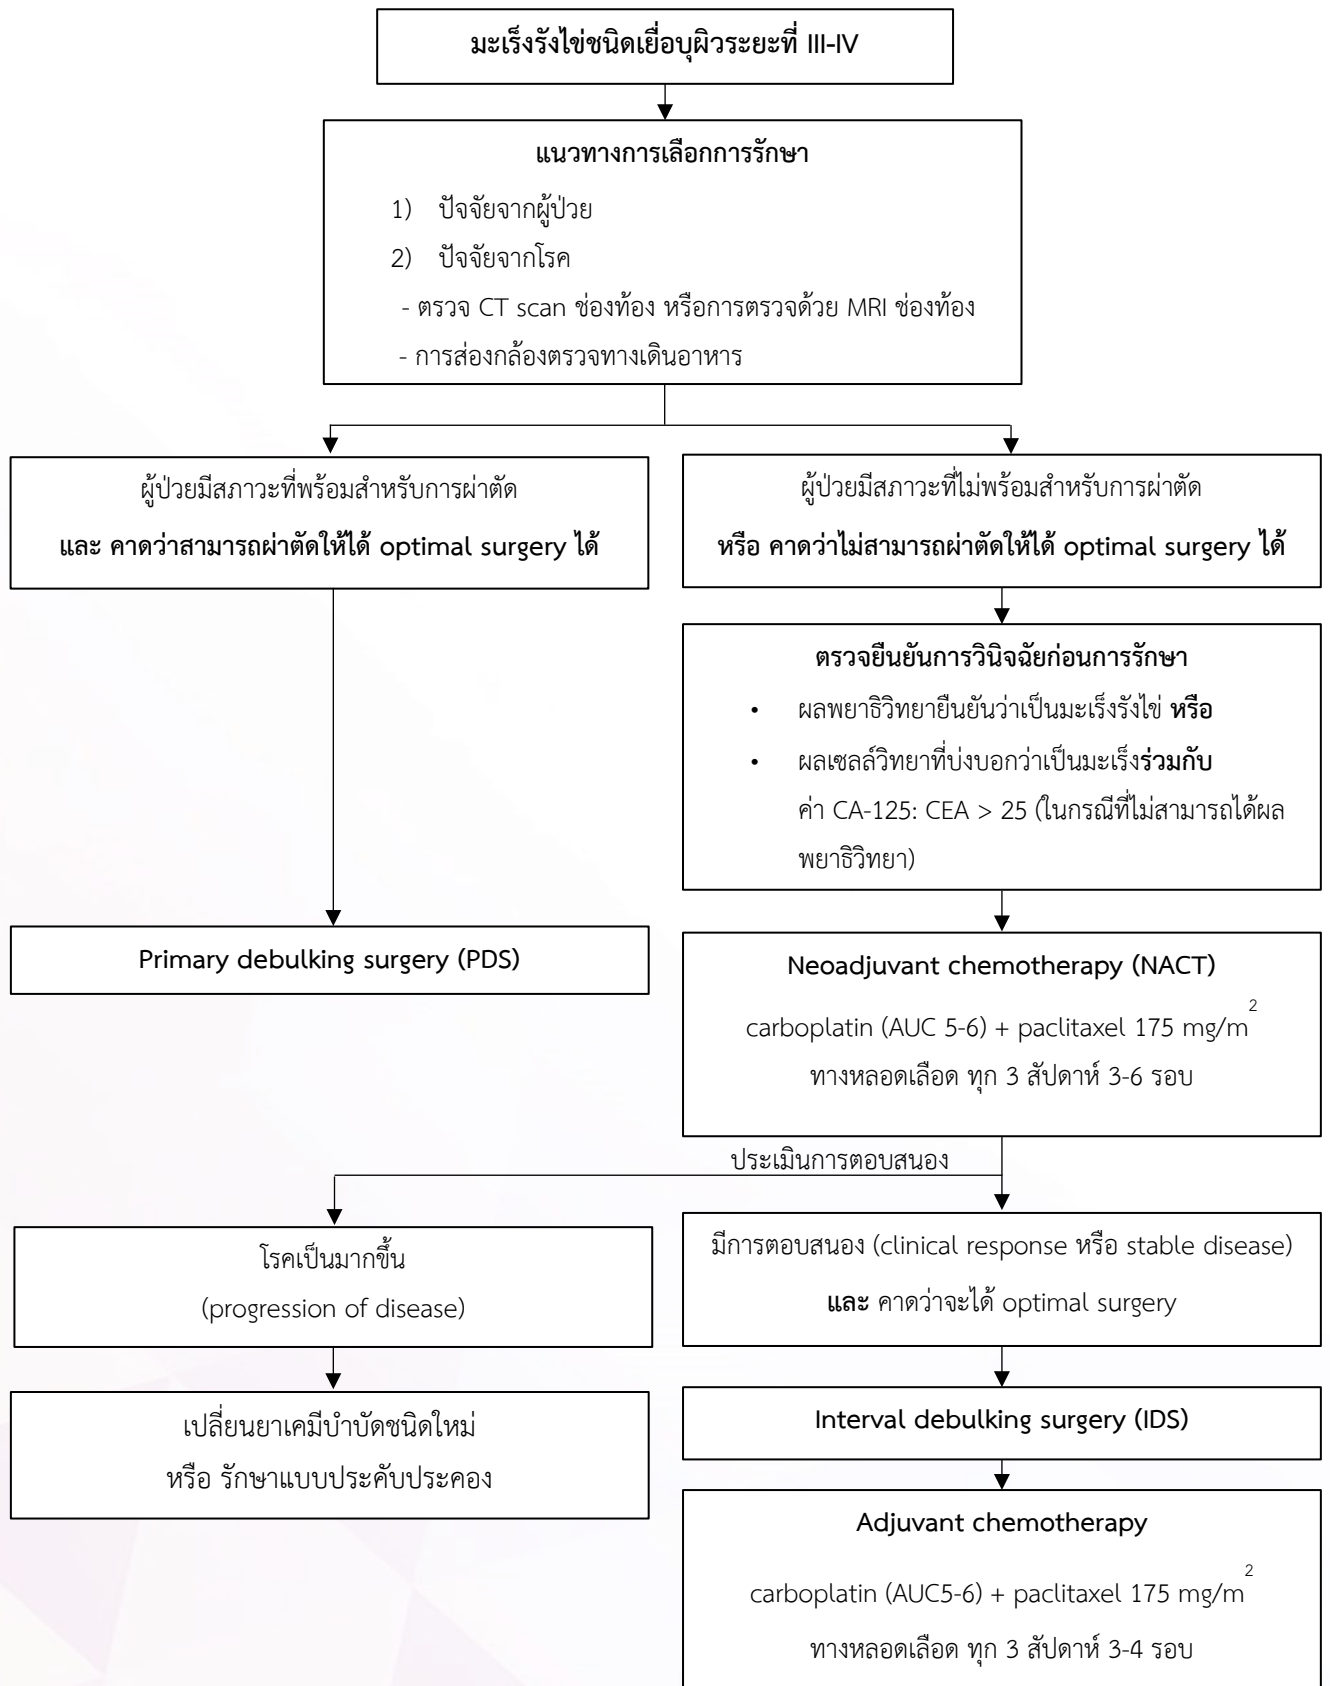 มะเร็งรังไข่ชนิดเยื่อบุผิวระยะที่ III-IV
แนวทางการเลือกการรักษา
1) ปัจจัยจากผู้ป่วย
2) ปัจจัยจากโรค
- ตรวจ CT scan ช่องท้อง หรือการตรวจด้วย MRI ช่องท้อง
- การส่องกล้องตรวจทางเดินอาหาร
ผู้ป่วยมีสภาวะที่พร้อมสำหรับการผ่าตัด
และ คาดว่าสามารถผ่าตัดให้ได้ optimal surgery ได้
ผู้ป่วยมีสภาวะที่ไม่พร้อมสำหรับการผ่าตัด
หรือ คาดว่าไม่สามารถผ่าตัดให้ได้ optimal surgery ได้
ตรวจยืนยันการวินิจฉัยก่อนการรักษา
• ผลพยาธิวิทยายืนยันว่าเป็นมะเร็งรังไข่ หรือ
• ผลเซลล์วิทยาที่บ่งบอกว่าเป็นมะเร็งร่วมกับ
ค่า CA-125: CEA > 25 (ในกรณีที่ไม่สามารถได้ผล
พยาธิวิทยา)
Primary debulking surgery (PDS)
Neoadjuvant chemotherapy (NACT)
carboplatin (AUC 5-6) + paclitaxel 175 mg/m²
ทางหลอดเลือด ทุก 3 สัปดาห์ 3-6 รอบ
ประเมินการตอบสนอง
โรคเป็นมากขึ้น
(progression of disease)
มีการตอบสนอง (clinical response หรือ stable disease)
และ คาดว่าจะได้ optimal surgery
เปลี่ยนยาเคมีบำบัดชนิดใหม่
หรือ รักษาแบบประคับประคอง
Interval debulking surgery (IDS)
Adjuvant chemotherapy
carboplatin (AUC5-6) + paclitaxel 175 mg/m²
ทางหลอดเลือด ทุก 3 สัปดาห์ 3-4 รอบ